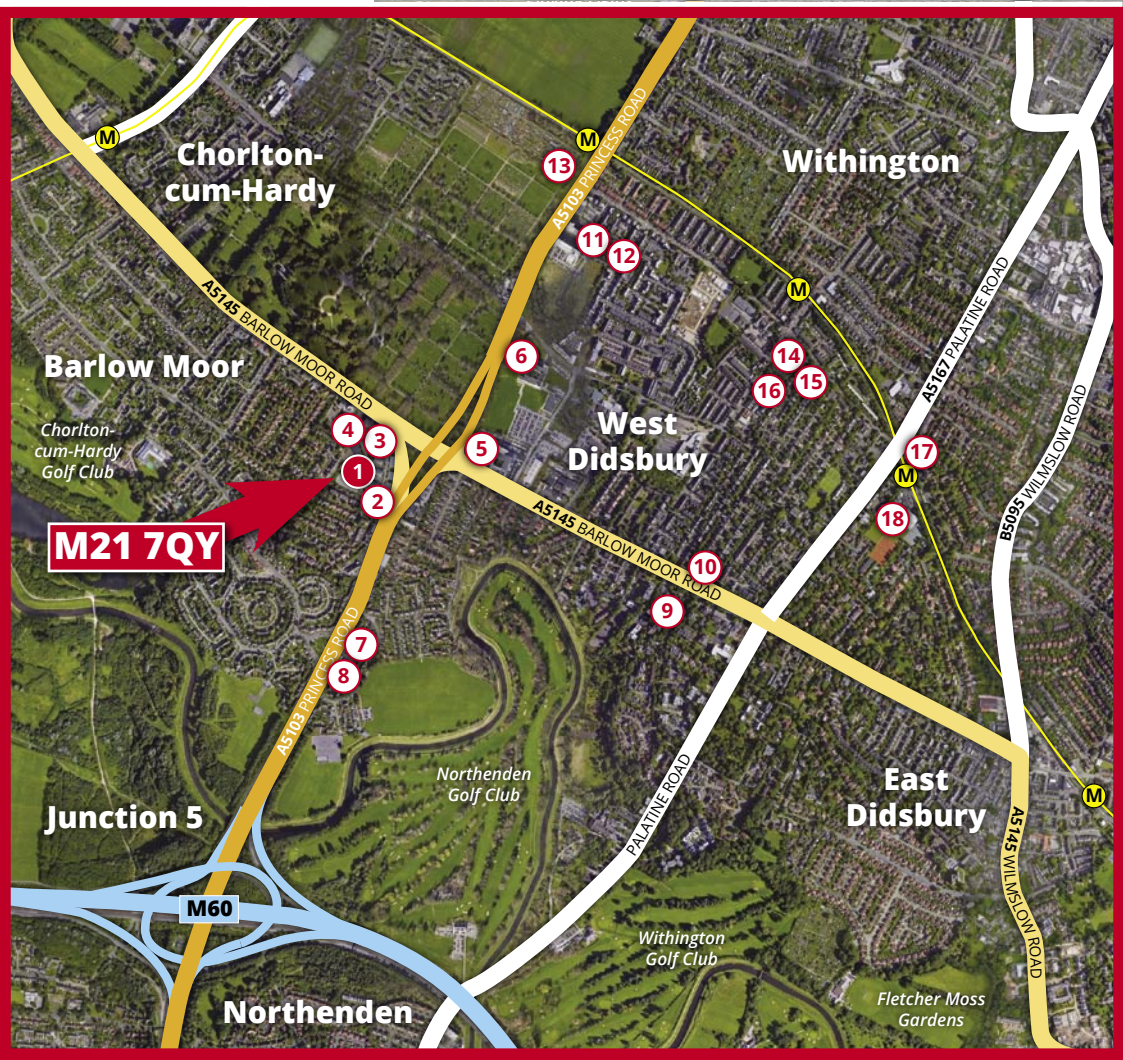 M
M
Chorlton-
cum-Hardy
13
A5103 PRINCESS ROAD
Withington
11
12
M
A5145 BARLOW MOOR ROAD
A5167 PALATINE ROAD
Barlow Moor
6
14
15
16
B5095 WILMSLOW ROAD
Chorlton-
cum-Hardy
Golf Club
4
3
5
West
Didsbury
17
M
1
2
18
M21 7QY
A5145 BARLOW MOOR ROAD
10
9
7
8
A5103 PRINCESS ROAD
Northenden
Golf Club
PALATINE ROAD
East
Didsbury
M
Junction 5
A5145 WILMSLOW ROAD
M60
Withington
Golf Club
Northenden
Fletcher Moss
Gardens